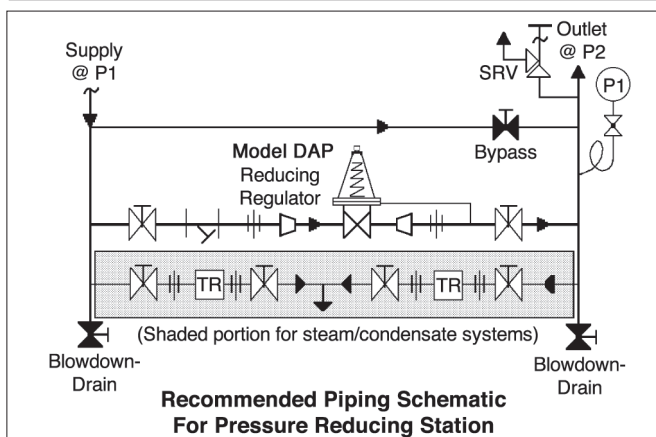 Supply
@ P1
Outlet
@ P2
SRV
P1
Bypass
Model DAP
Reducing
Regulator
TR
TR
(Shaded portion for steam/condensate systems)
Blowdown-
Drain
Blowdown-
Drain
Recommended Piping Schematic
For Pressure Reducing Station